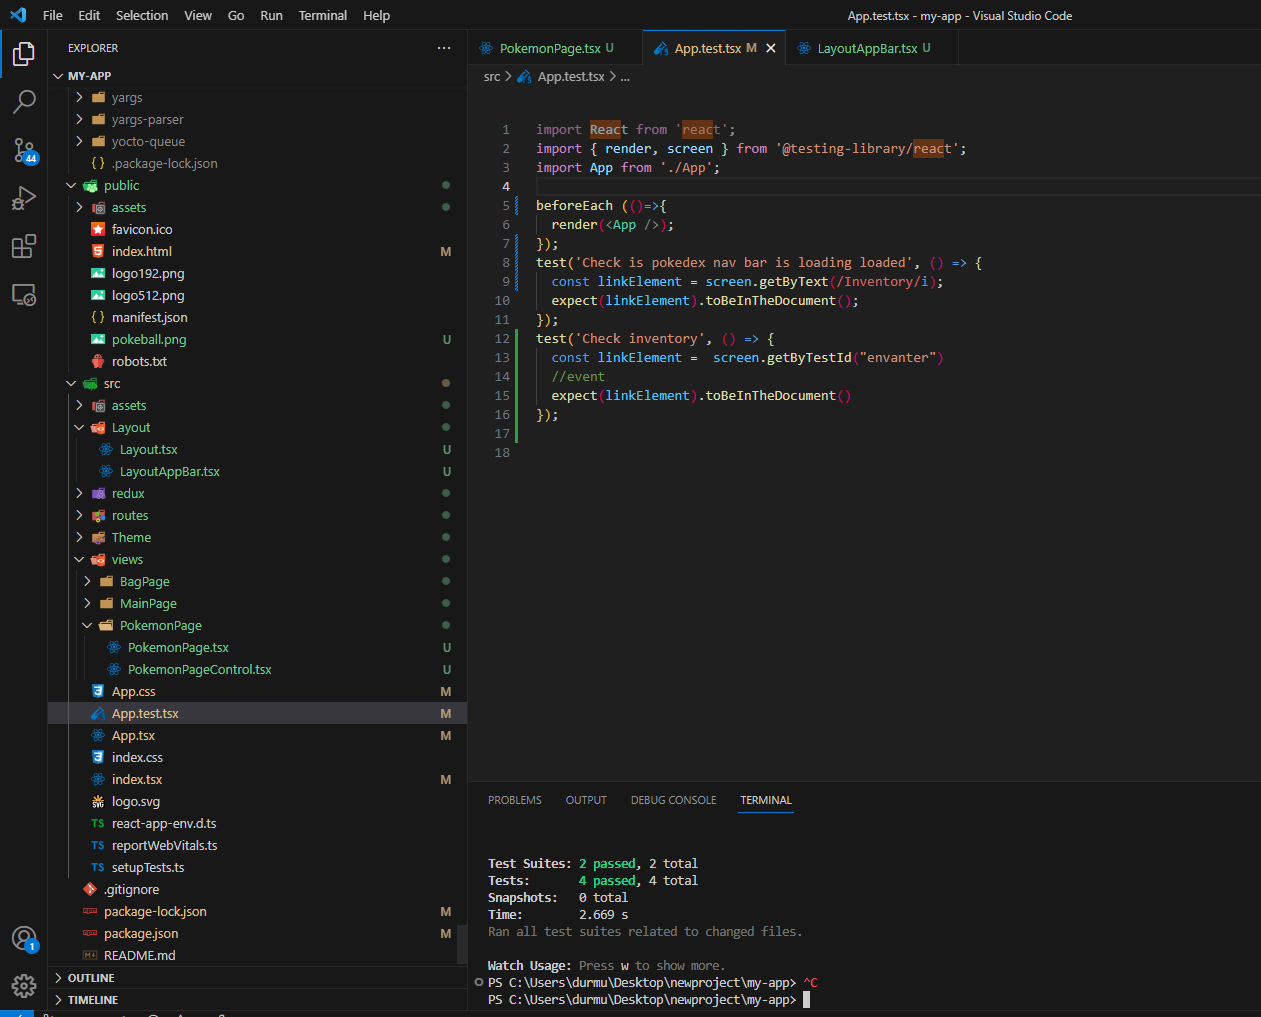 File Edit Selection View Go Run Terminal Help
App.test.tsx - my-app - Visual Studio Code
EXPLORER
MY-APP
yargs
yargs-parser
yocto-queue
{} .package-lock.json
public
assets
favicon.ico
index.html M
logo192.png
logo512.png
{} manifest.json
pokeball.png U
robots.txt
src
assets
Layout
Layout.tsx U
LayoutAppBar.tsx U
redux
routes
Theme
views
BagPage
MainPage
PokemonPage
PokemonPage.tsx U
PokemonPageControl.tsx U
App.css M
App.test.tsx M
App.tsx M
index.css
index.tsx M
logo.svg
TS react-app-env.d.ts
TS reportWebVitals.ts
TS setupTests.ts
.gitignore
package-lock.json M
package.json M
README.md
OUTLINE
TIMELINE
44
1
PokemonPage.tsx U
App.test.tsx M
LayoutAppBar.tsx U
src > App.test.tsx > ...
1 import React from 'react';
2 import { render, screen } from '@testing-library/react';
3 import App from './App';
4
5 beforeEach (()=>{
6 render(<App />);
7 });
8 test('Check is pokedex nav bar is loading loaded', () => {
9 const linkElement = screen.getByText(/Inventory/i);
10 expect(linkElement).toBeInTheDocument();
11 });
12 test('Check inventory', () => {
13 const linkElement =  screen.getByTestId("envanter")
14 //event
15 expect(linkElement).toBeInTheDocument()
16 });
17
18
PROBLEMS OUTPUT DEBUG CONSOLE TERMINAL
Test Suites: 2 passed, 2 total
Tests: 4 passed, 4 total
Snapshots: 0 total
Time: 2.669 s
Ran all test suites related to changed files.
Watch Usage: Press w to show more.
PS C:\Users\durmu\Desktop\newproject\my-app> ^C
PS C:\Users\durmu\Desktop\newproject\my-app>